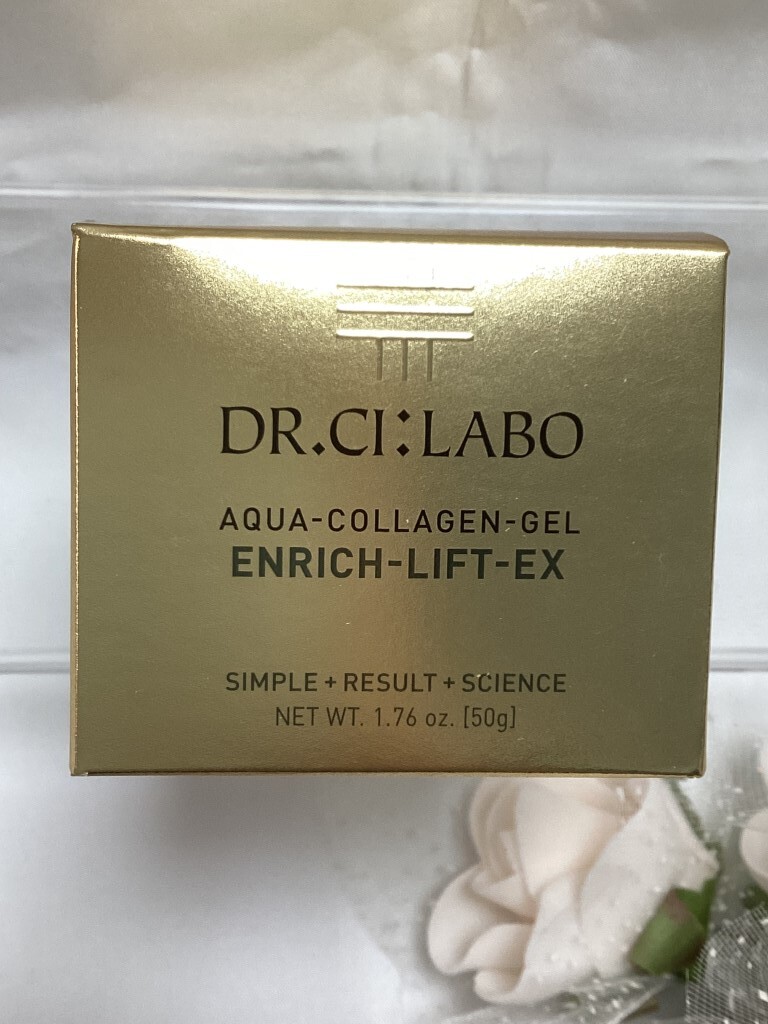 DR.CI:LABO
AQUA-COLLAGEN-GEL
ENRICH-LIFT-EX
SIMPLE + RESULT + SCIENCE
NET WT. 1.76 oz. [50g]